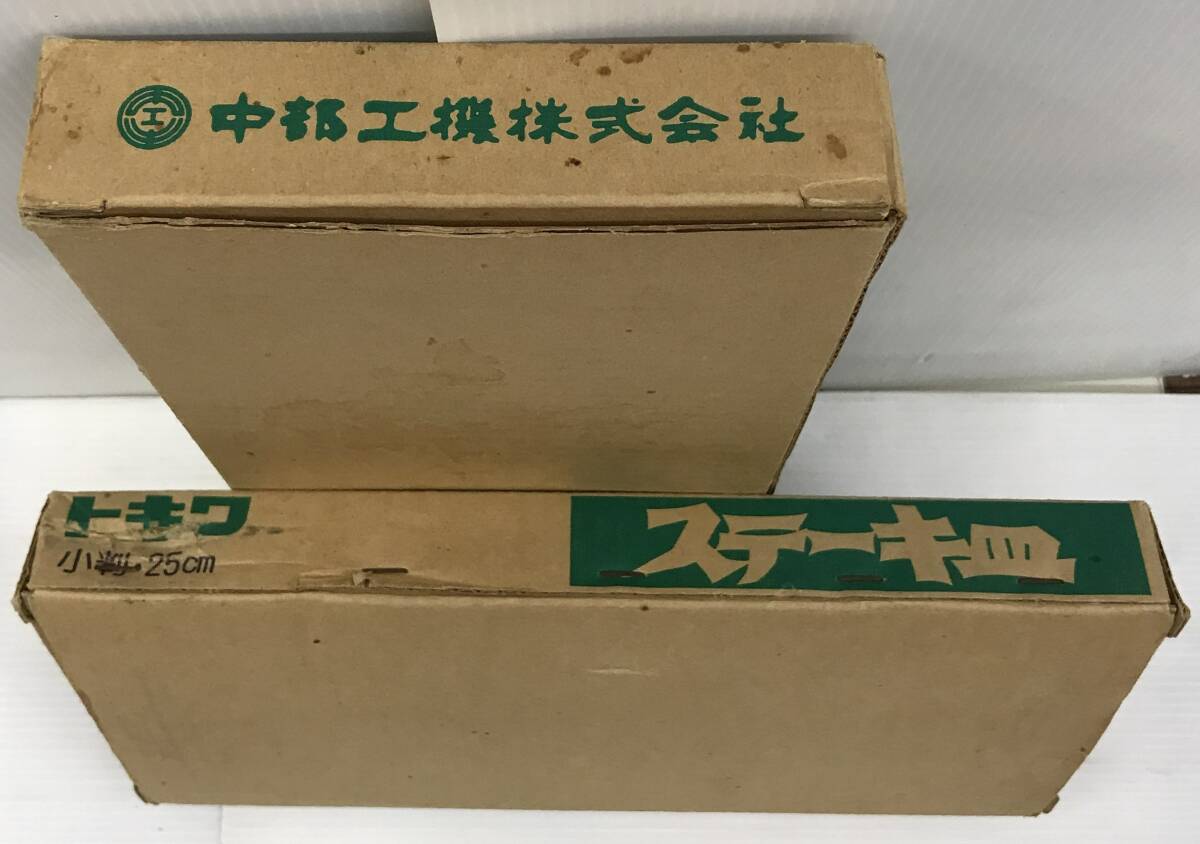 工 中部工機株式会社
トキワ
小判・25cm
ステーキ皿